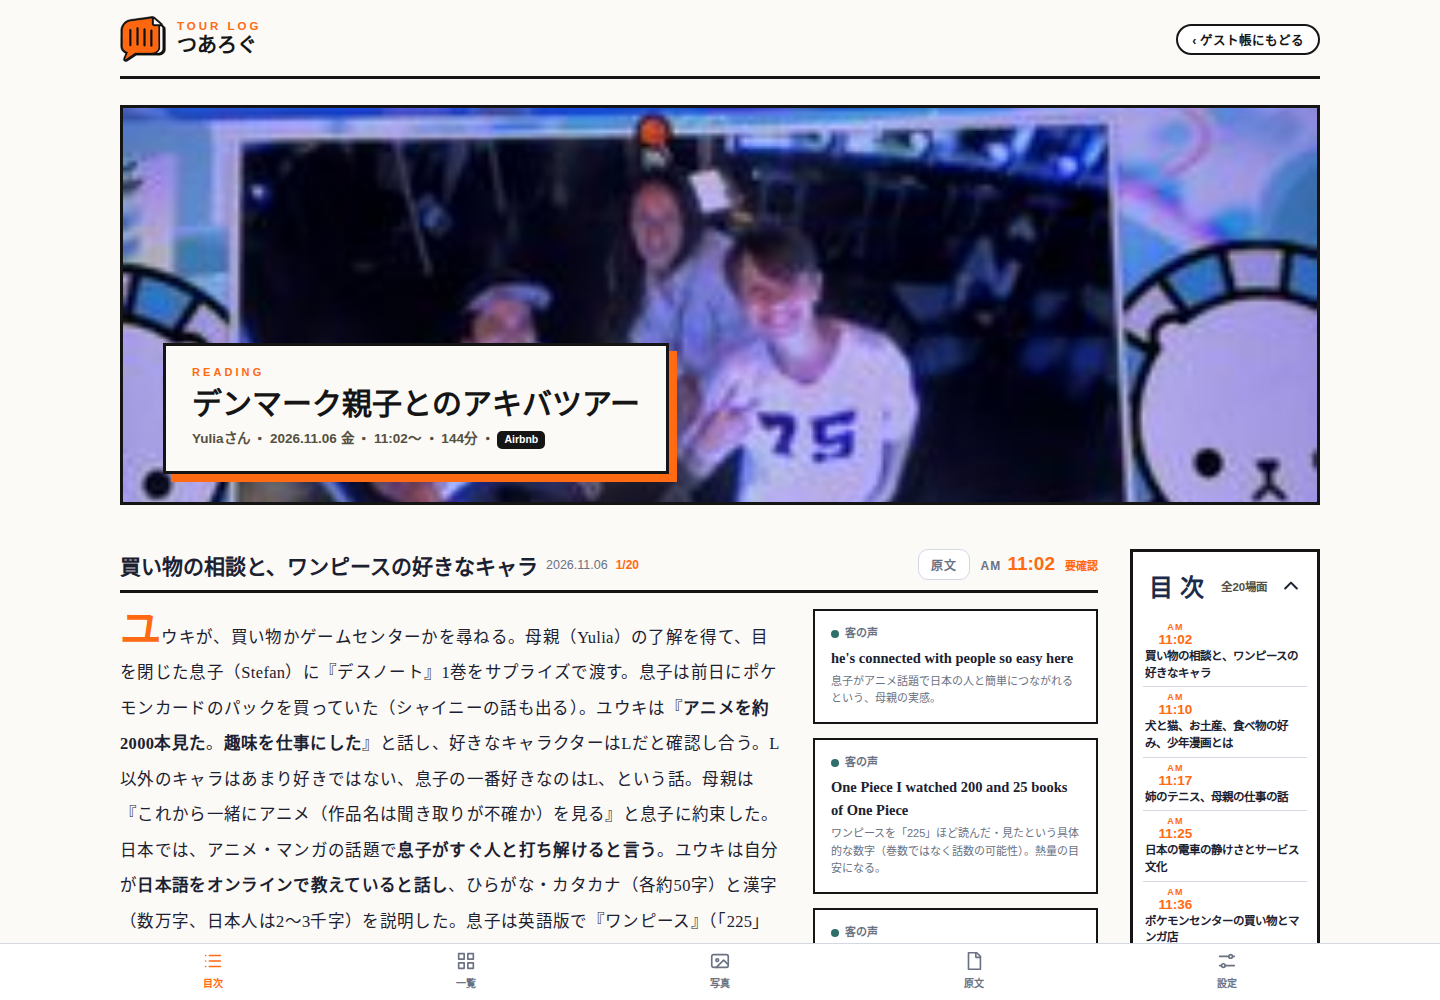 TOUR LOG
つあろぐ
‹ ゲスト帳にもどる
75
READING
デンマーク親子とのアキバツアー
Yuliaさん ・ 2026.11.06 金 ・ 11:02〜 ・ 144分 ・ Airbnb
買い物の相談と、ワンピースの好きなキャラ 2026.11.06 1/20
原文 AM 11:02 要確認
ユウキが、買い物かゲームセンターかを尋ねる。母親（Yulia）の了解を得て、目
を閉じた息子（Stefan）に『デスノート』1巻をサプライズで渡す。息子は前日にポケ
モンカードのパックを買っていた（シャイニーの話も出る）。ユウキは『アニメを約
2000本見た。趣味を仕事にした』と話し、好きなキャラクターはLだと確認し合う。L
以外のキャラはあまり好きではない、息子の一番好きなのはL、という話。母親は
『これから一緒にアニメ（作品名は聞き取りが不確か）を見る』と息子に約束した。
日本では、アニメ・マンガの話題で息子がすぐ人と打ち解けると言う。ユウキは自分
が日本語をオンラインで教えていると話し、ひらがな・カタカナ（各約50字）と漢字
（数万字、日本人は2〜3千字）を説明した。息子は英語版で『ワンピース』（「225」
客の声
he's connected with people so easy here
息子がアニメ話題で日本の人と簡単につながれる
という、母親の実感。
客の声
One Piece I watched 200 and 25 books
of One Piece
ワンピースを「225」ほど読んだ・見たという具体
的な数字（巻数ではなく話数の可能性）。熱量の目
安になる。
客の声
目次 全20場面
AM
11:02
買い物の相談と、ワンピースの
好きなキャラ
AM
11:10
犬と猫、お土産、食べ物の好
み、少年漫画とは
AM
11:17
姉のテニス、母親の仕事の話
AM
11:25
日本の電車の静けさとサービス
文化
AM
11:36
ポケモンセンターの買い物とマ
ンガ店
目次
一覧
写真
原文
設定